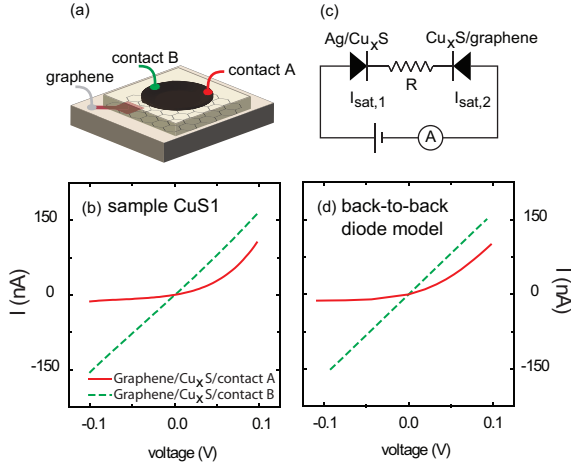 (a)
contact B
contact A
graphene
(c)
Ag/CuxS
CuxS/graphene
R
Isat,1
Isat,2
A
(b) sample CuS1
150
0
-150
I (nA)
Graphene/CuxS/contact A
Graphene/CuxS/contact B
-0.1
0.0
0.1
voltage (V)
(d) back-to-back
diode model
150
0
-150
I (nA)
-0.1
0.0
0.1
voltage (V)